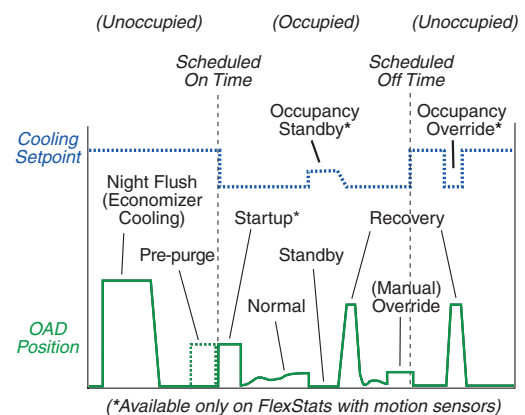 (Unoccupied)
(Occupied)
(Unoccupied)
Scheduled
On Time
Scheduled
Off Time
Cooling
Setpoint
Occupancy
Standby*
Occupancy
Override*
Night Flush
(Economizer
Cooling)
Pre-purge
Startup*
Recovery
Standby
Normal
(Manual)
Override
OAD
Position
(*Available only on FlexStats with motion sensors)